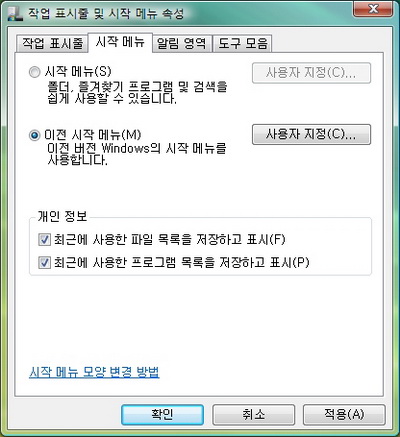 작업 표시줄 및 시작 메뉴 속성
작업 표시줄 시작 메뉴 알림 영역 도구 모음
시작 메뉴(S) 사용자 지정(C)...
폴더, 즐겨찾기 프로그램 및 검색을
쉽게 사용할 수 있습니다.
이전 시작 메뉴(M) 사용자 지정(C)...
이전 버전 Windows의 시작 메뉴를
사용합니다.
개인 정보
최근에 사용한 파일 목록을 저장하고 표시(F)
최근에 사용한 프로그램 목록을 저장하고 표시(P)
시작 메뉴 모양 변경 방법
확인 취소 적용(A)